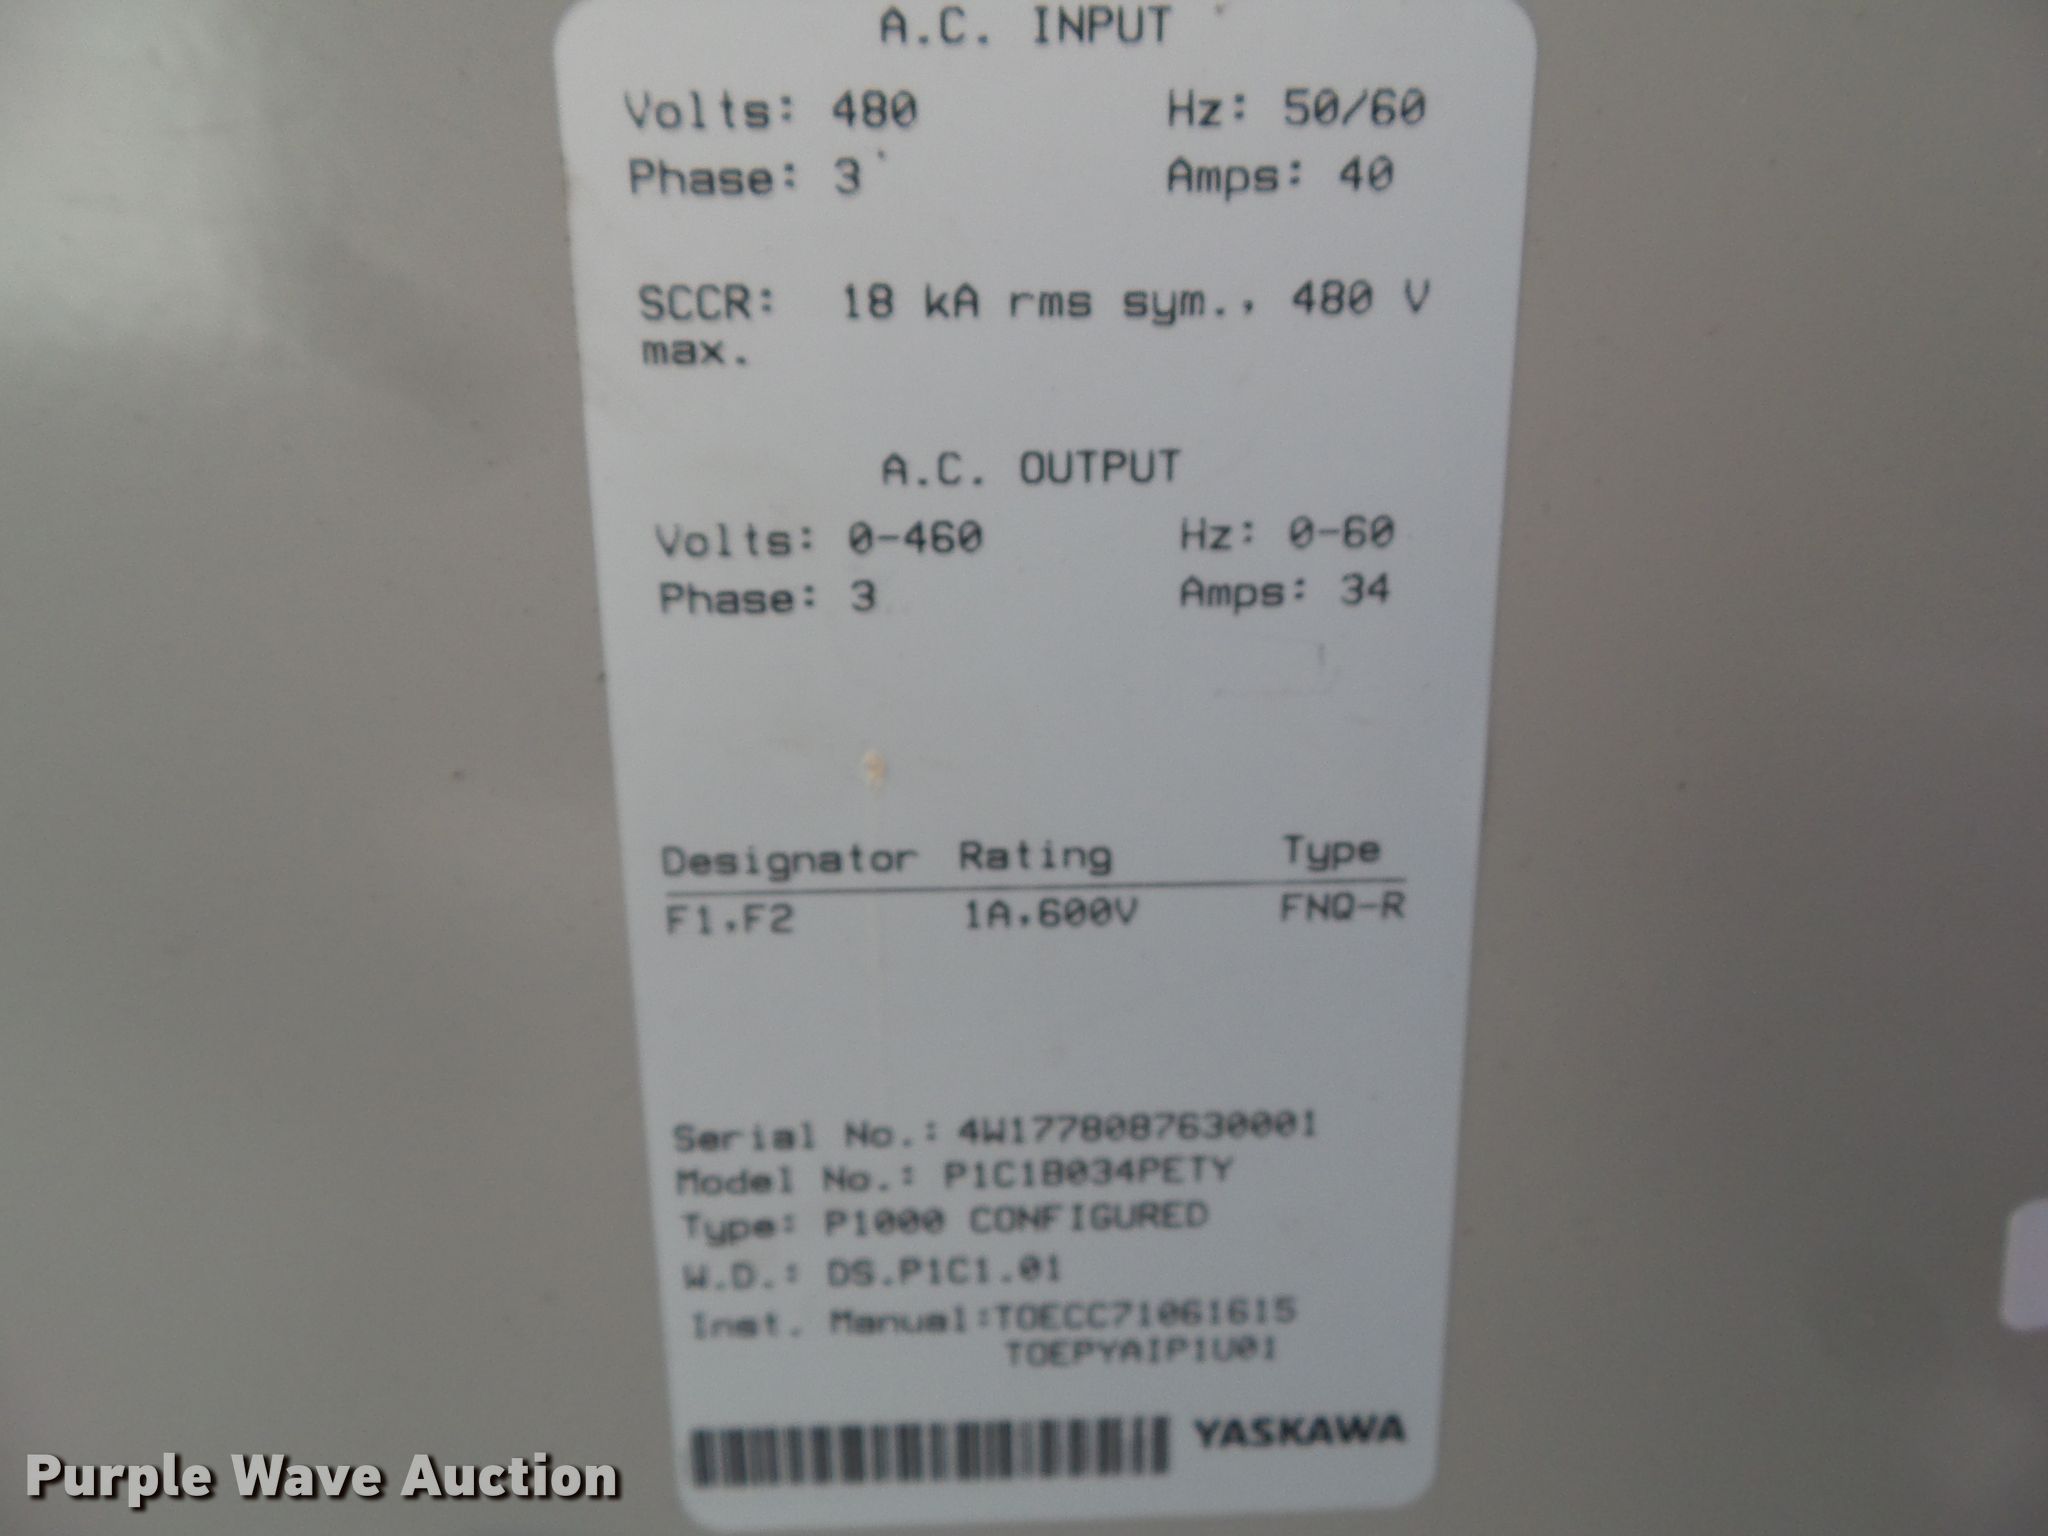 A.C. INPUT
Volts: 480 Hz: 50/60
Phase: 3 Amps: 40
SCCR: 18 kA rms sym., 480 V
max.
A.C. OUTPUT
Volts: 0-460 Hz: 0-60
Phase: 3 Amps: 34
Designator Rating Type
F1,F2 1A,600V FNQ-R
Serial No.: 4W1778087630001
Model No.: P1C1B034PETY
Type: P1000 CONFIGURED
W.D.: DS.P1C1.01
Inst. Manual:TOECC71061615
TOEPYAIP1U01
YASKAWA
Purple Wave Auction